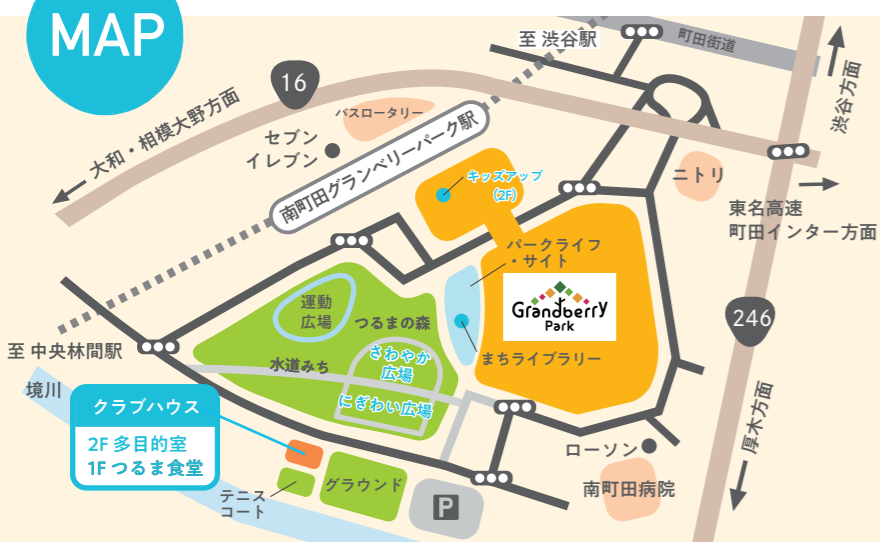 MAP
至 渋谷駅
町田街道
渋谷方面
16
バスロータリー
大和・相模大野方面
セブン
イレブン
南町田グランベリーパーク駅
キッズアップ
(2F)
ニトリ
東名高速
町田インター方面
パークライフ
・サイト
Grandberry
Park
運動
広場
つるまの森
246
至 中央林間駅
さわやか
広場
まちライブラリー
水道みち
境川
にぎわい広場
クラブハウス
2F 多目的室
1F つるま食堂
厚木方面
ローソン
テニス
コート
グラウンド
P
南町田病院